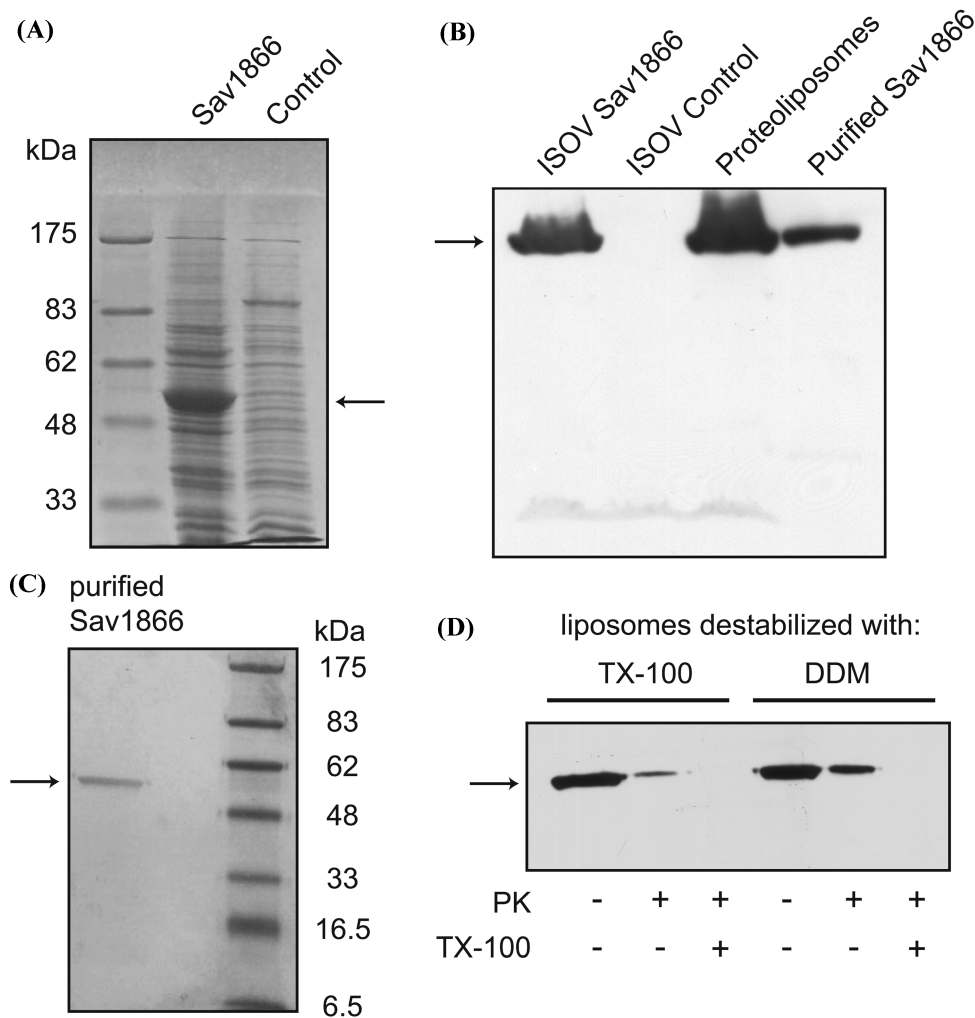 (A)
Sav1866
Control
kDa
175
83
62
48
33
(B)
ISOV Sav1866
ISOV Control
Proteoliposomes
Purified Sav1866
(C)
purified
Sav1866
kDa
175
83
62
48
33
16.5
6.5
(D)
liposomes destabilized with:
TX-100 DDM
PK - + + - + +
TX-100 - - + - - +